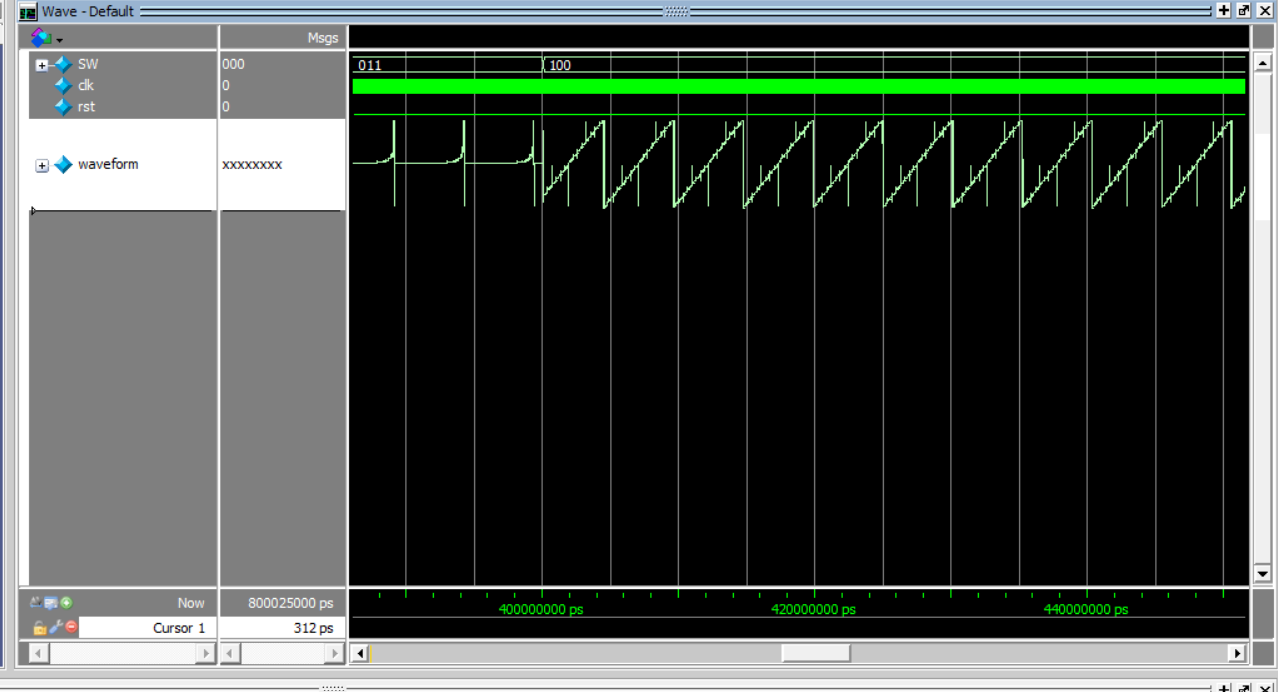 Wave - Default
Msgs
SW 000 011 100
clk 0
rst 0
waveform xxxxxxxx
Now 800025000 ps 400000000 ps 420000000 ps 440000000 ps
Cursor 1 312 ps